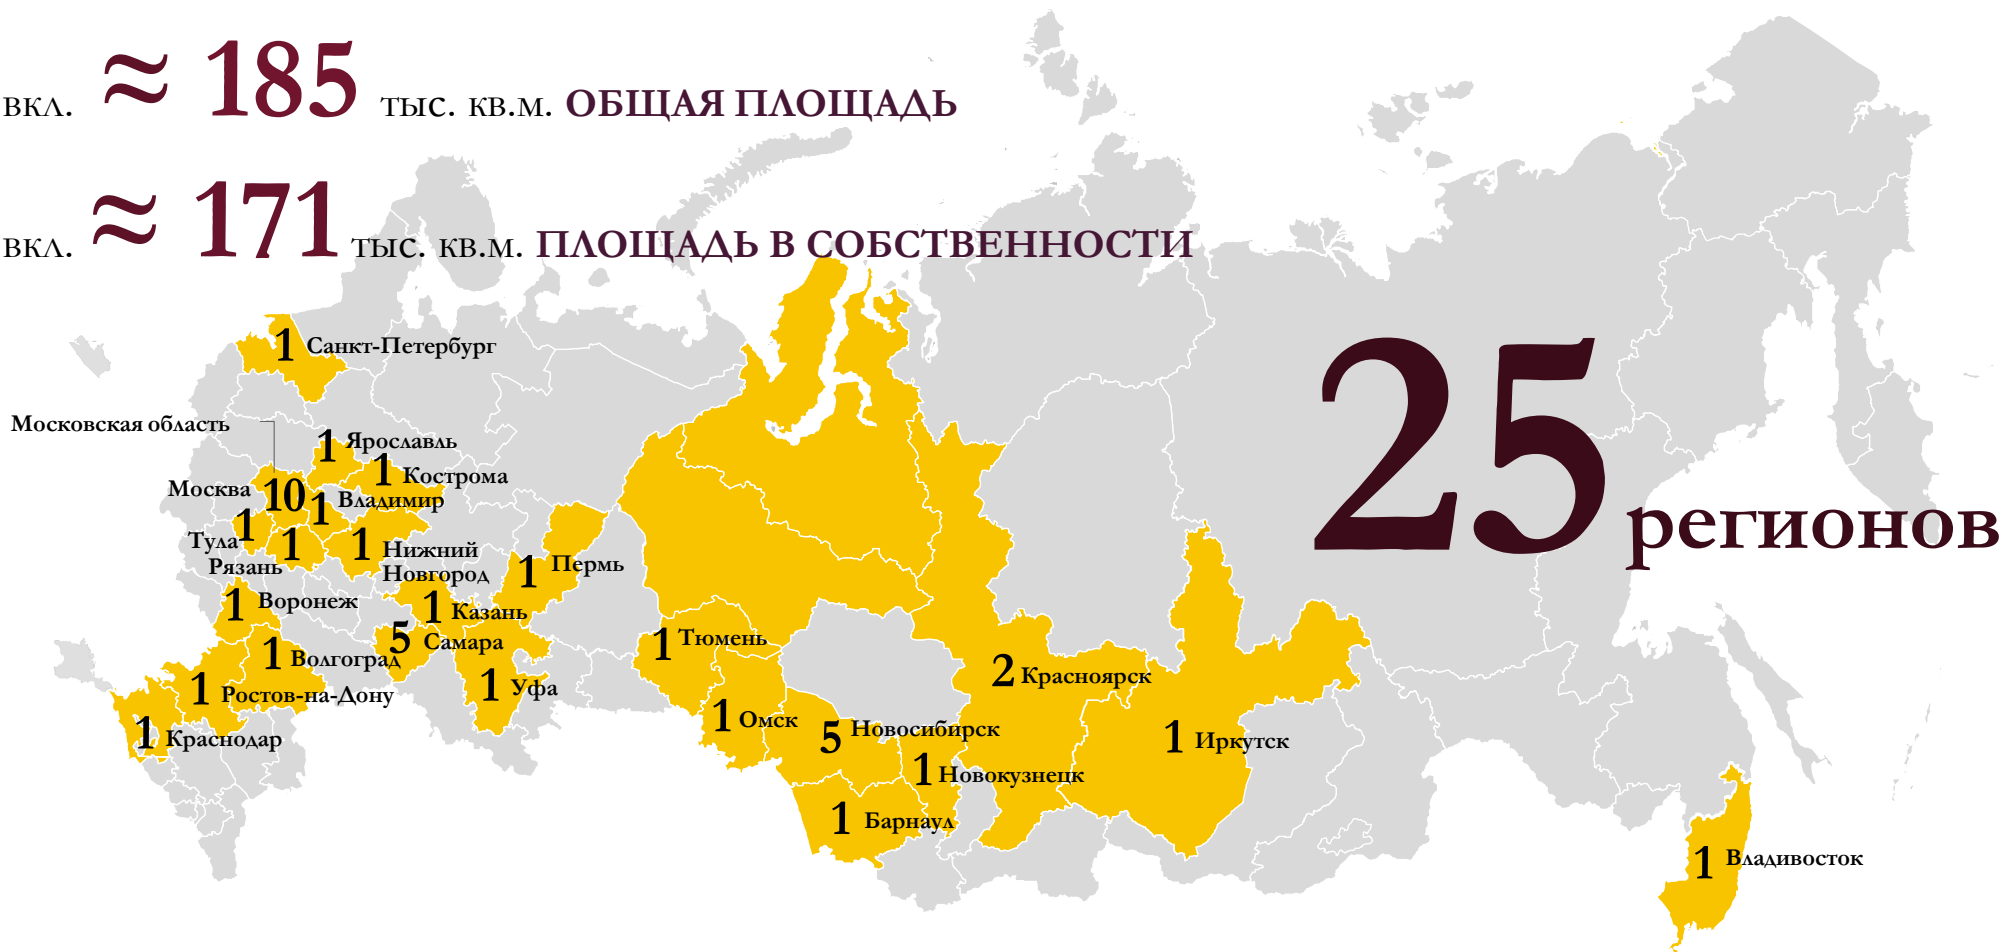 вкл. ≈ 185 тыс. кв.м. ОБЩАЯ ПЛОЩАДЬ
вкл. ≈ 171 тыс. кв.м. ПЛОЩАДЬ В СОБСТВЕННОСТИ
25 регионов
1 Санкт-Петербург
Московская область
1 Ярославль
1 Кострома
Москва 10
1 Владимир
Тула 1
Рязань 1
1 Нижний
Новгород
1 Пермь
1 Воронеж
1 Казань
5 Самара
1 Волгоград
1 Уфа
1 Ростов-на-Дону
1 Краснодар
1 Тюмень
1 Омск
2 Красноярск
5 Новосибирск
1 Новокузнецк
1 Барнаул
1 Иркутск
1 Владивосток